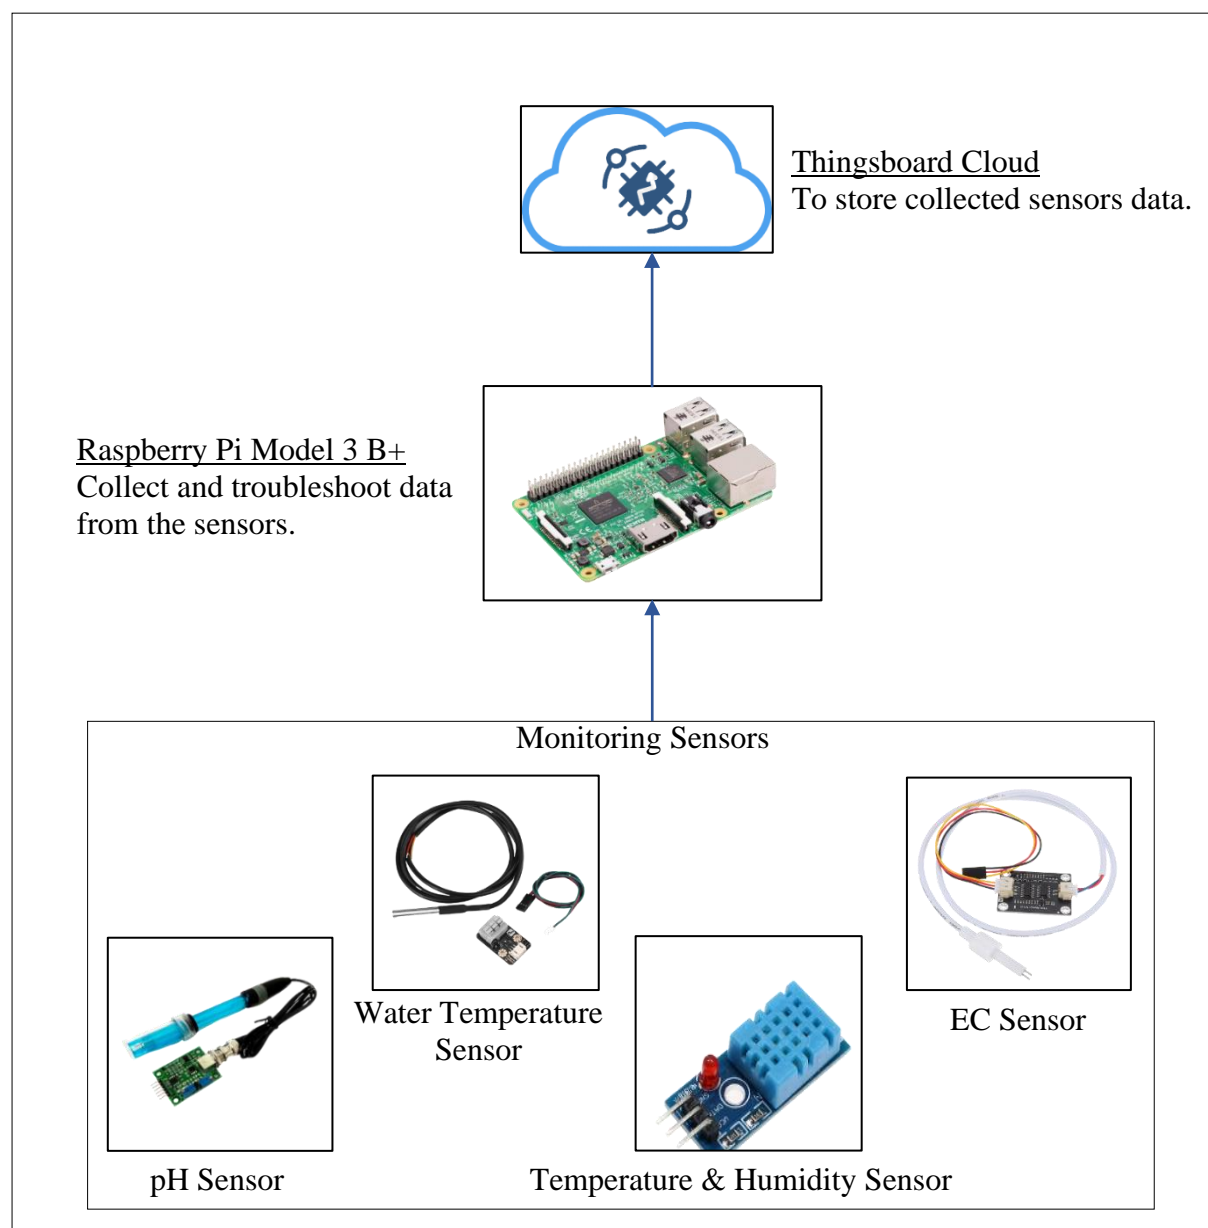 Thingsboard Cloud
To store collected sensors data.
Raspberry Pi Model 3 B+
Collect and troubleshoot data
from the sensors.
Monitoring Sensors
Water Temperature
Sensor
EC Sensor
pH Sensor
Temperature & Humidity Sensor